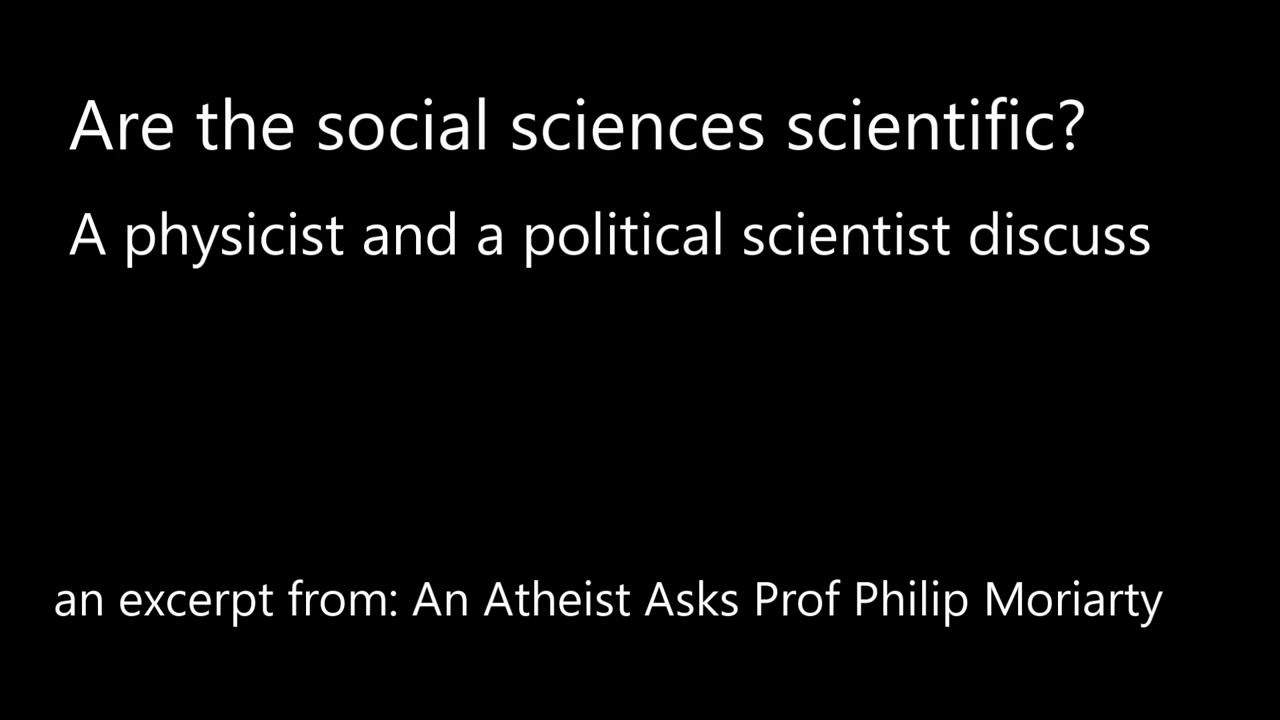 Are the social sciences scientific?
A physicist and a political scientist discuss
an excerpt from: An Atheist Asks Prof Philip Moriarty